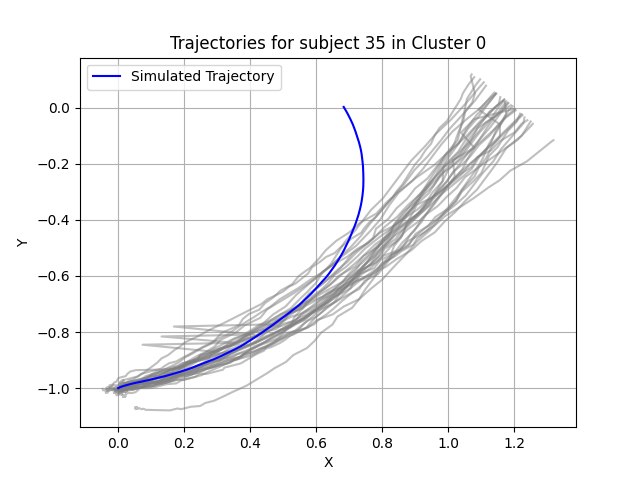 Trajectories for subject 35 in Cluster 0
Simulated Trajectory
Y
0.0
−0.2
−0.4
−0.6
−0.8
−1.0
0.0 0.2 0.4 0.6 0.8 1.0 1.2
X